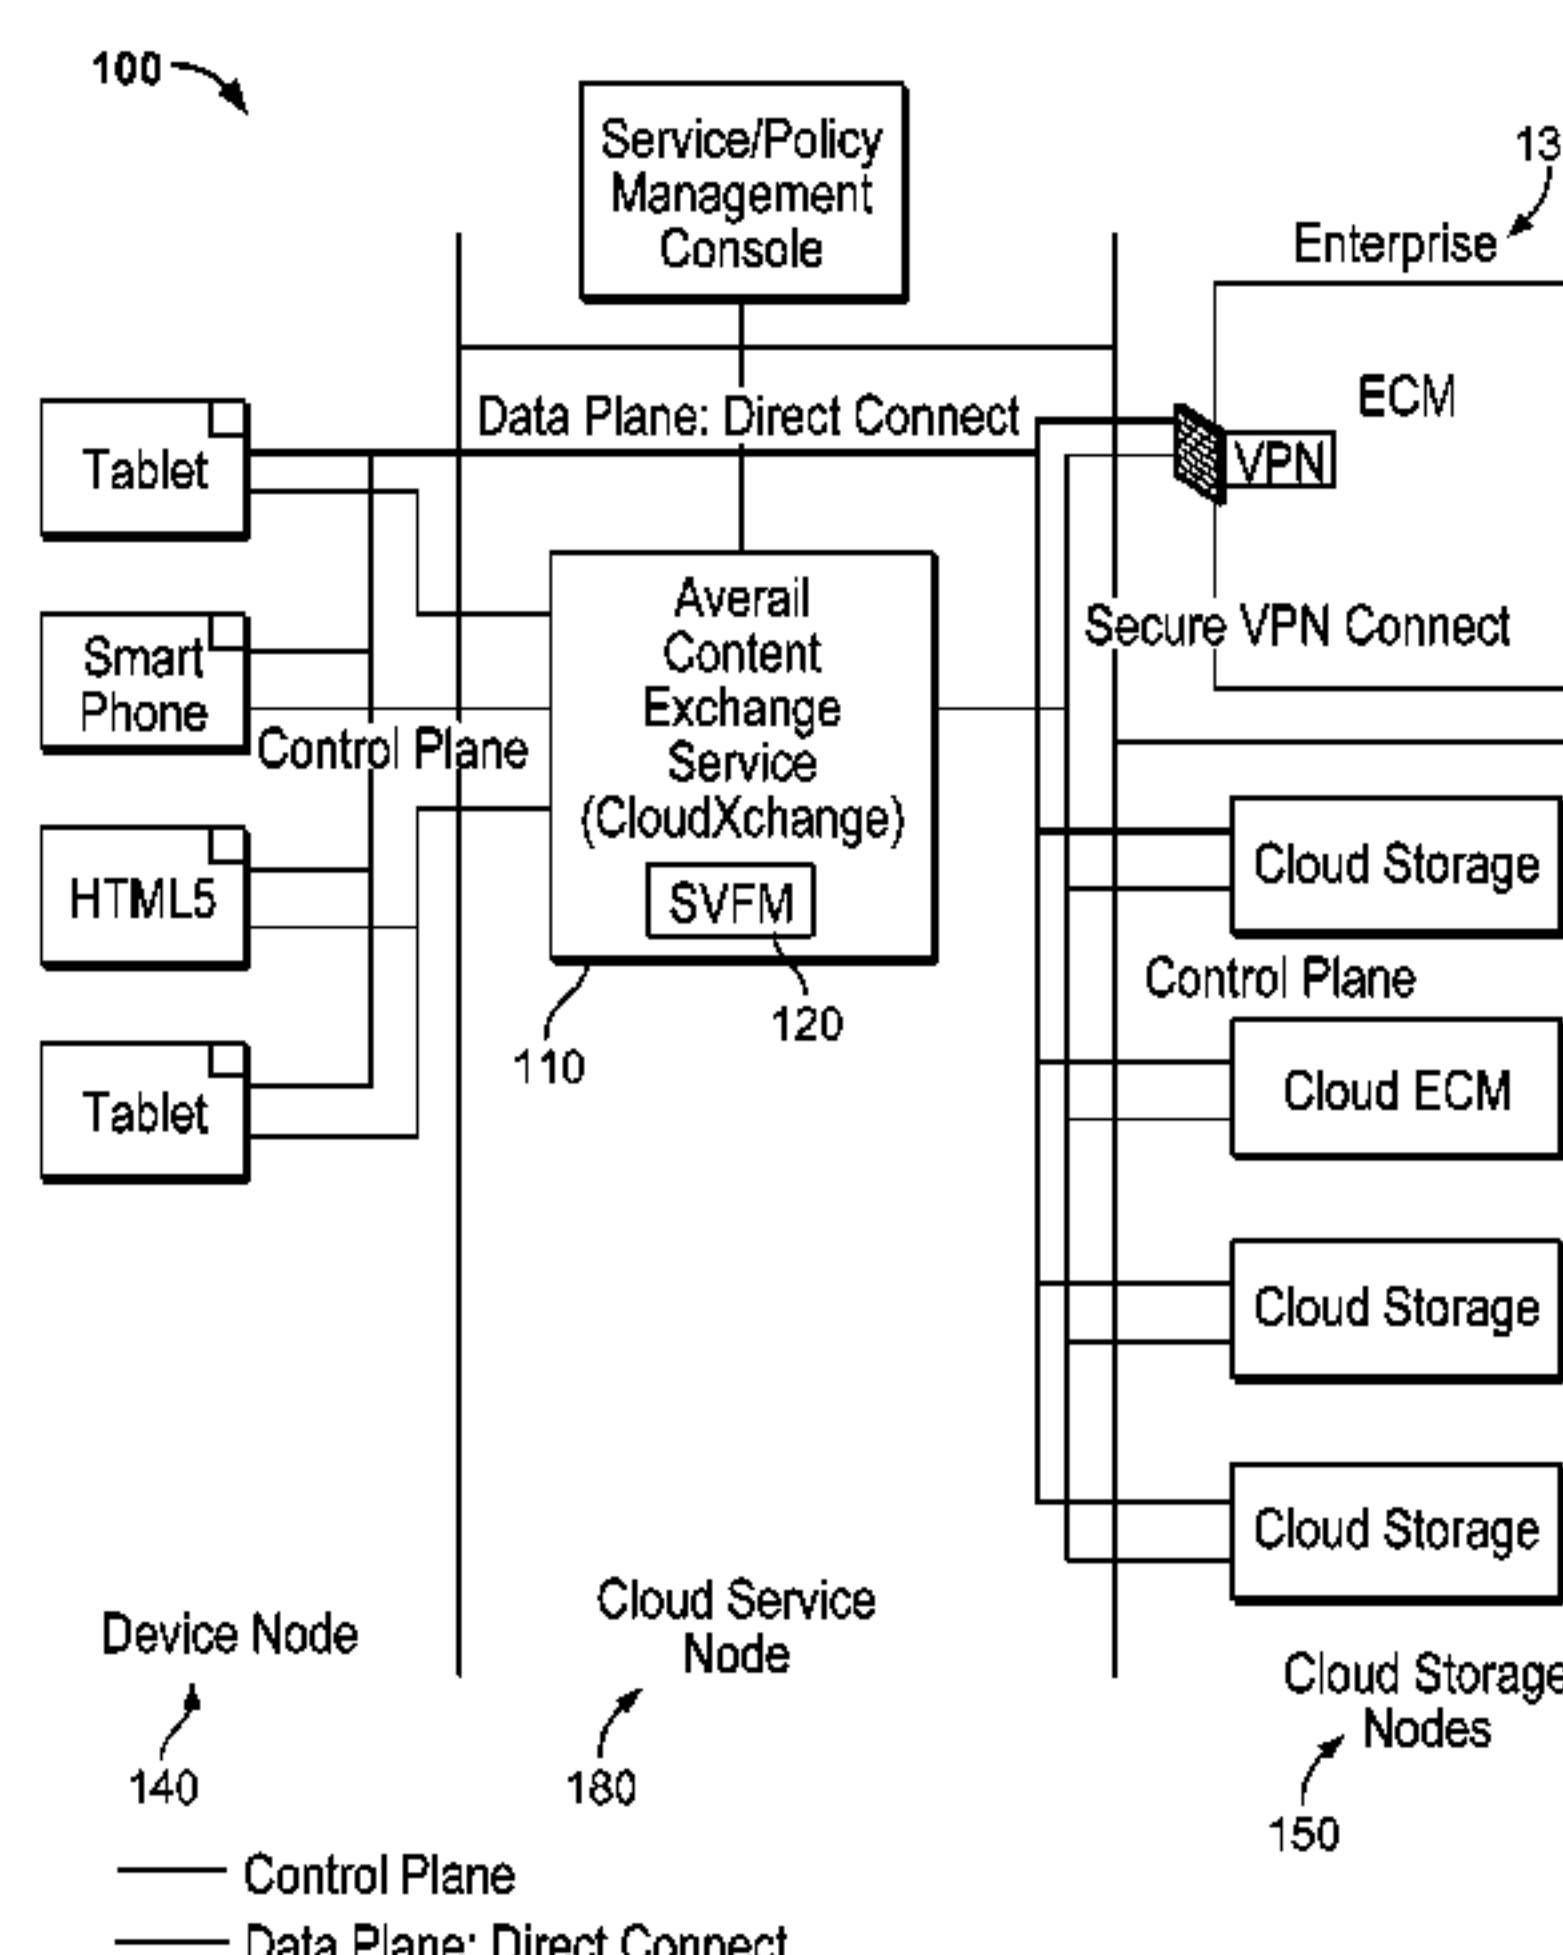 100
Service/Policy
Management
Console
13
Enterprise
ECM
Data Plane: Direct Connect
VPN
Tablet
Averail
Content
Exchange
Service
(CloudXchange)
SVFM
Secure VPN Connect
Smart
Phone
Control Plane
HTML5
Cloud Storage
Control Plane
120
110
Cloud ECM
Tablet
Cloud Storage
Cloud Storage
Device Node
Cloud Service
Node
Cloud Storage
Nodes
140
180
150
Control Plane
Data Plane: Direct Connect